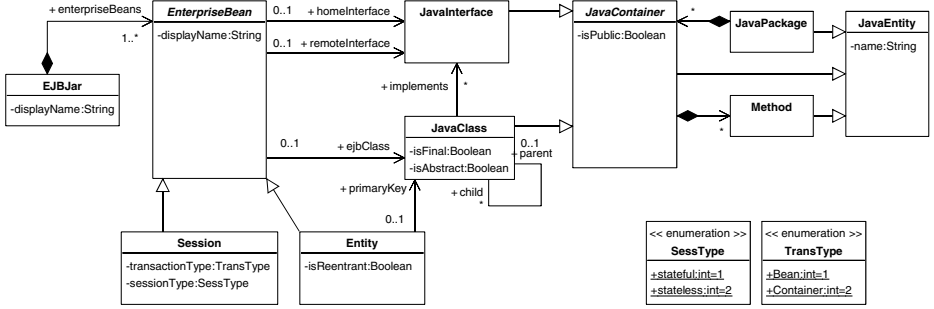 + enterpriseBeans
1..*
EJBJar
-displayName:String
EnterpriseBean
-displayName:String
0..1
+ homeInterface
0..1
+ remoteInterface
0..1
+ ejbClass
JavaInterface
+ implements
*
JavaClass
-isFinal:Boolean
-isAbstract:Boolean
0..1
+ parent
+ child
*
+ primaryKey
0..1
JavaContainer
-isPublic:Boolean
*
JavaPackage
*
Method
JavaEntity
-name:String
Session
-transactionType:TransType
-sessionType:SessType
Entity
-isReentrant:Boolean
<< enumeration >>
SessType
+stateful:int=1
+stateless:int=2
<< enumeration >>
TransType
+Bean:int=1
+Container:int=2